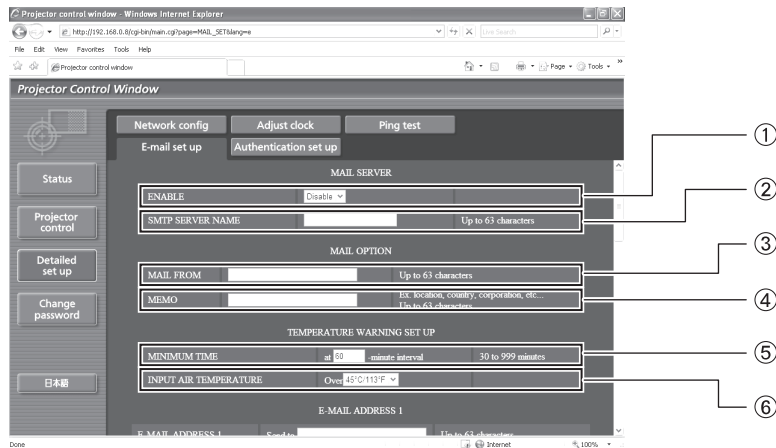 Projector control window - Windows Internet Explorer
http://192.168.0.8/cgi-bin/main.cgi?page=MAIL_SET&lang=e
Live Search
File Edit View Favorites Tools Help
Projector control window
Page Tools
Projector Control Window
Network config Adjust clock Ping test
E-mail set up Authentication set up
Status
Projector control
Detailed set up
Change password
日本語
MAIL SERVER
ENABLE Disable
SMTP SERVER NAME Up to 63 characters
MAIL OPTION
MAIL FROM Up to 63 characters
MEMO Ex. location, country, corporation, etc...
Up to 63 characters
TEMPERATURE WARNING SET UP
MINIMUM TIME at 60 -minute interval 30 to 999 minutes
INPUT AIR TEMPERATURE Over 45°C/113°F
E-MAIL ADDRESS 1
E-MAIL ADDRESS 1 Send to Up to 63 characters
Done Internet 100%
①
②
③
④
⑤
⑥